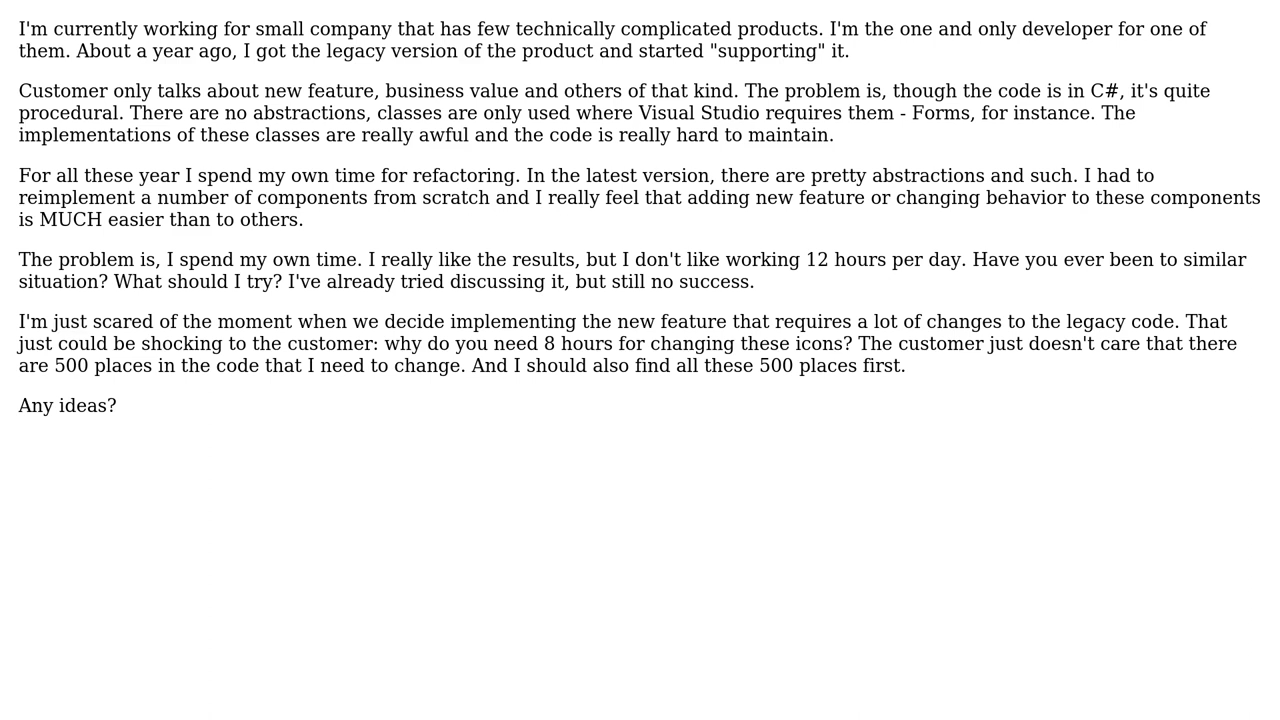 I'm currently working for small company that has few technically complicated products. I'm the one and only developer for one of
them. About a year ago, I got the legacy version of the product and started "supporting" it.
Customer only talks about new feature, business value and others of that kind. The problem is, though the code is in C#, it's quite
procedural. There are no abstractions, classes are only used where Visual Studio requires them - Forms, for instance. The
implementations of these classes are really awful and the code is really hard to maintain.
For all these year I spend my own time for refactoring. In the latest version, there are pretty abstractions and such. I had to
reimplement a number of components from scratch and I really feel that adding new feature or changing behavior to these components
is MUCH easier than to others.
The problem is, I spend my own time. I really like the results, but I don't like working 12 hours per day. Have you ever been to similar
situation? What should I try? I've already tried discussing it, but still no success.
I'm just scared of the moment when we decide implementing the new feature that requires a lot of changes to the legacy code. That
just could be shocking to the customer: why do you need 8 hours for changing these icons? The customer just doesn't care that there
are 500 places in the code that I need to change. And I should also find all these 500 places first.
Any ideas?